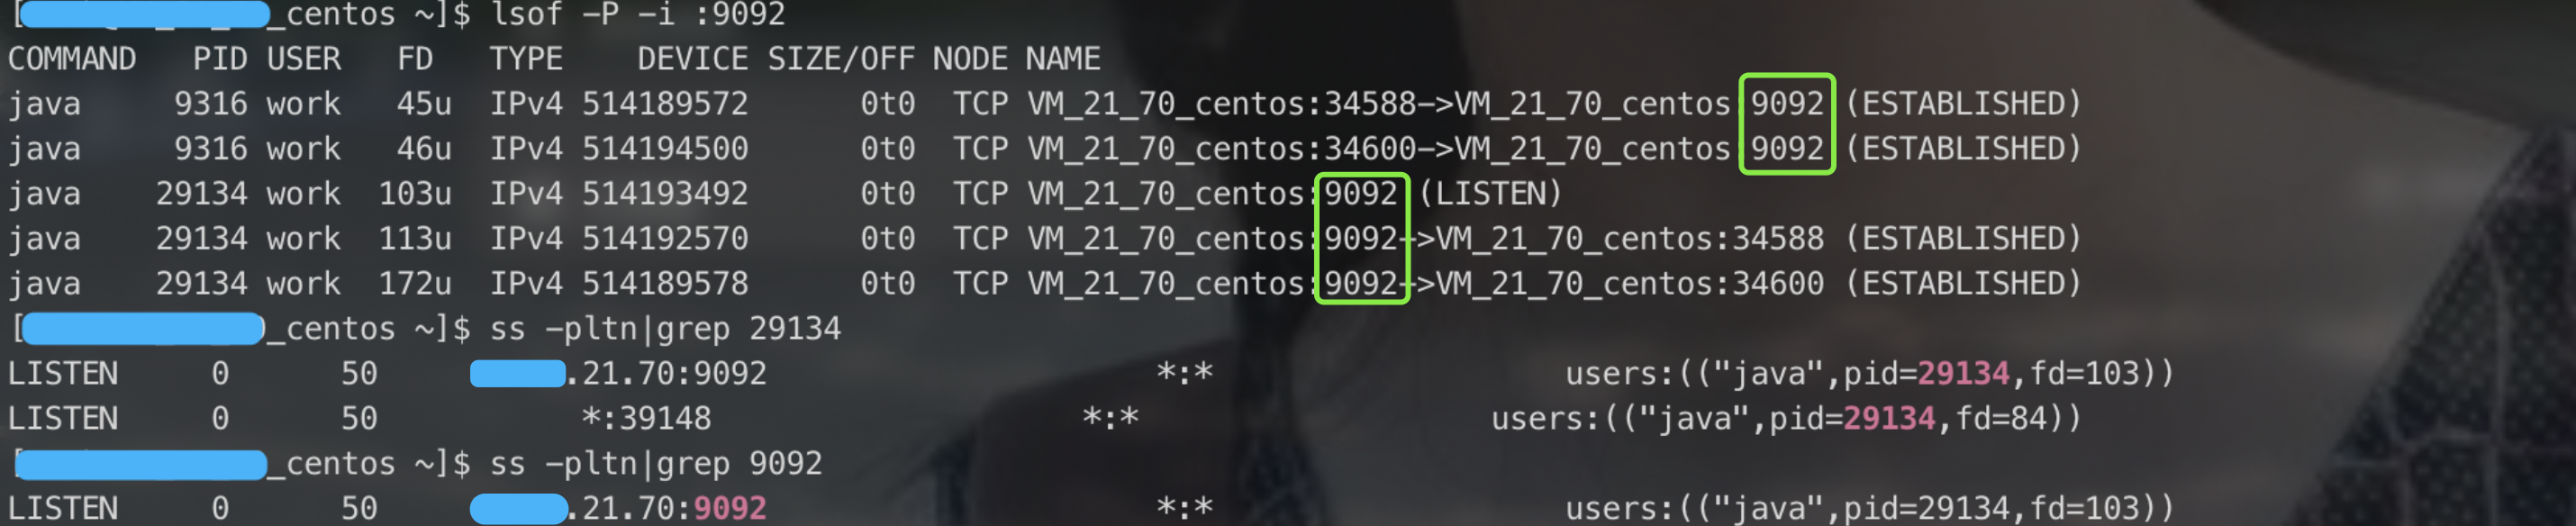 [ _centos ~]$ lsof -P -i :9092
COMMAND PID USER FD TYPE DEVICE SIZE/OFF NODE NAME
java 9316 work 45u IPv4 514189572 0t0 TCP VM_21_70_centos:34588->VM_21_70_centos:9092 (ESTABLISHED)
java 9316 work 46u IPv4 514194500 0t0 TCP VM_21_70_centos:34600->VM_21_70_centos:9092 (ESTABLISHED)
java 29134 work 103u IPv4 514193492 0t0 TCP VM_21_70_centos:9092 (LISTEN)
java 29134 work 113u IPv4 514192570 0t0 TCP VM_21_70_centos:9092->VM_21_70_centos:34588 (ESTABLISHED)
java 29134 work 172u IPv4 514189578 0t0 TCP VM_21_70_centos:9092->VM_21_70_centos:34600 (ESTABLISHED)
[ _centos ~]$ ss -pltn|grep 29134
LISTEN 0 50 .21.70:9092 *:* users:(("java",pid=29134,fd=103))
LISTEN 0 50 *:39148 *:* users:(("java",pid=29134,fd=84))
[ _centos ~]$ ss -pltn|grep 9092
LISTEN 0 50 .21.70:9092 *:* users:(("java",pid=29134,fd=103))